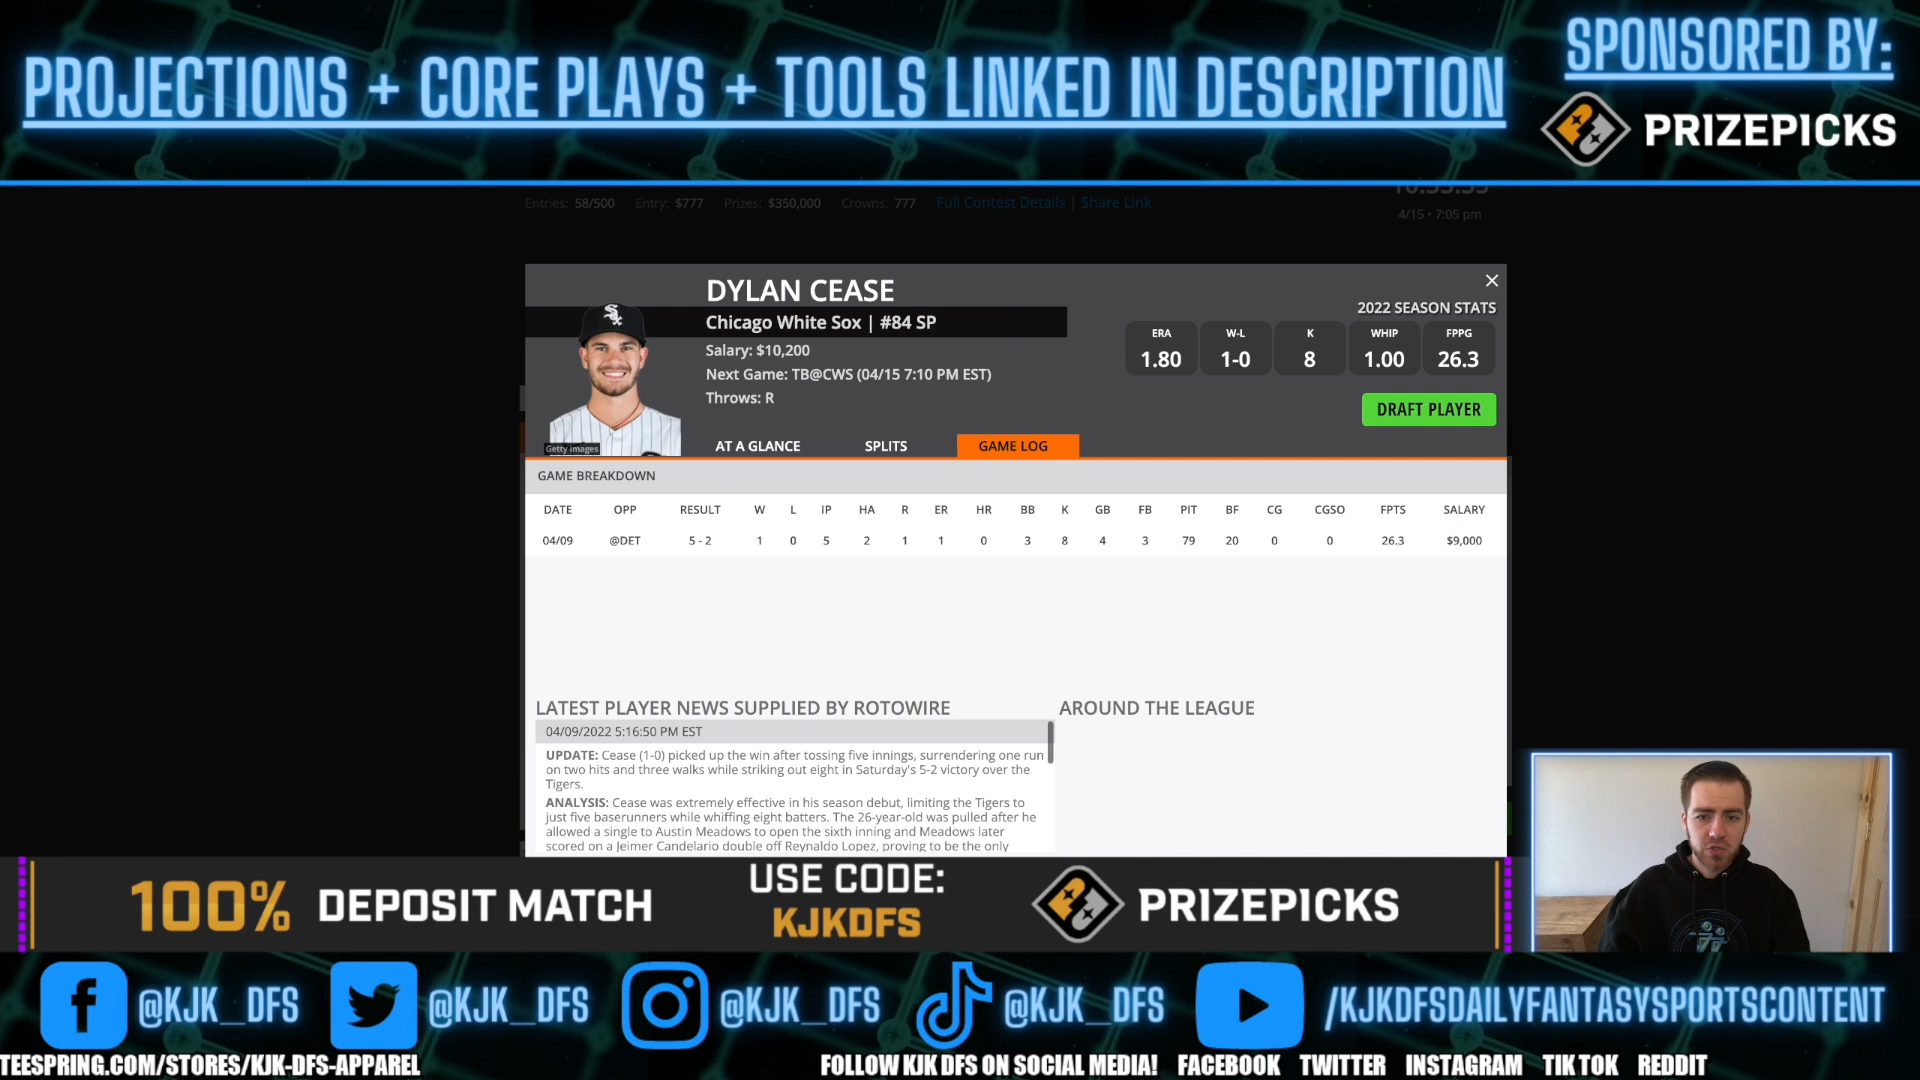 PROJECTIONS + CORE PLAYS + TOOLS LINKED IN DESCRIPTION
SPONSORED BY:
PRIZEPICKS
Entries: 58/500 Entry: $777 Prizes: $350,000 Crowns: 777 Full Contest Details | Share Link
4/15 • 7:05 pm
DYLAN CEASE
Chicago White Sox | #84 SP
Salary: $10,200
Next Game: TB@CWS (04/15 7:10 PM EST)
Throws: R
2022 SEASON STATS
ERA W-L K WHIP FPPG
1.80 1-0 8 1.00 26.3
DRAFT PLAYER
Getty Images
AT A GLANCE SPLITS GAME LOG
GAME BREAKDOWN
DATE OPP RESULT W L IP HA R ER HR BB K GB FB PIT BF CG CGSO FPTS SALARY
04/09 @DET 5 - 2 1 0 5 2 1 1 0 3 8 4 3 79 20 0 0 26.3 $9,000
LATEST PLAYER NEWS SUPPLIED BY ROTOWIRE
AROUND THE LEAGUE
04/09/2022 5:16:50 PM EST
UPDATE: Cease (1-0) picked up the win after tossing five innings, surrendering one run
on two hits and three walks while striking out eight in Saturday's 5-2 victory over the
Tigers.
ANALYSIS: Cease was extremely effective in his season debut, limiting the Tigers to
just five baserunners while whiffing eight batters. The 26-year-old was pulled after he
allowed a single to Austin Meadows to open the sixth inning and Meadows later
scored on a Jeimer Candelario double off Reynaldo Lopez, proving to be the only
100% DEPOSIT MATCH
USE CODE:
KJKDFS
PRIZEPICKS
@KJK_DFS @KJK_DFS @KJK_DFS @KJK_DFS /KJKDFSDAILYFANTASYSPORTSCONTENT
TEESPRING.COM/STORES/KJK-DFS-APPAREL
FOLLOW KJK DFS ON SOCIAL MEDIA! FACEBOOK TWITTER INSTAGRAM TIK TOK REDDIT